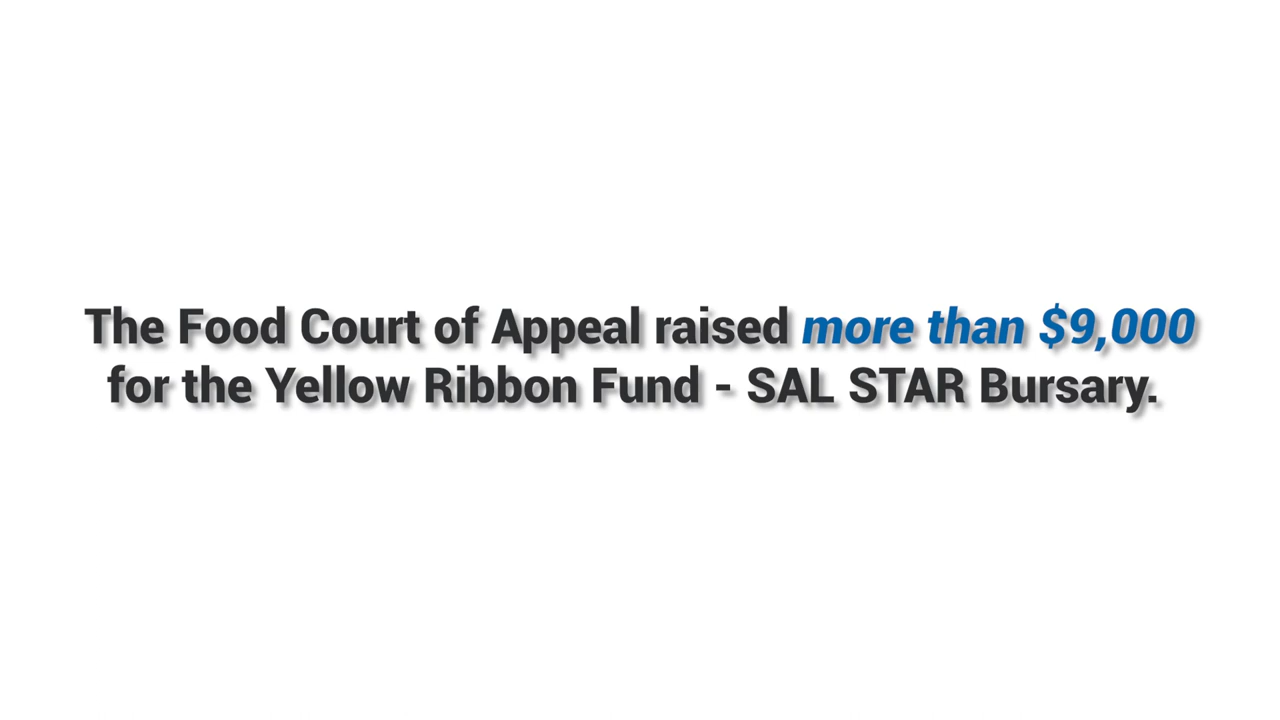 The Food Court of Appeal raised more than $9,000
for the Yellow Ribbon Fund - SAL STAR Bursary.